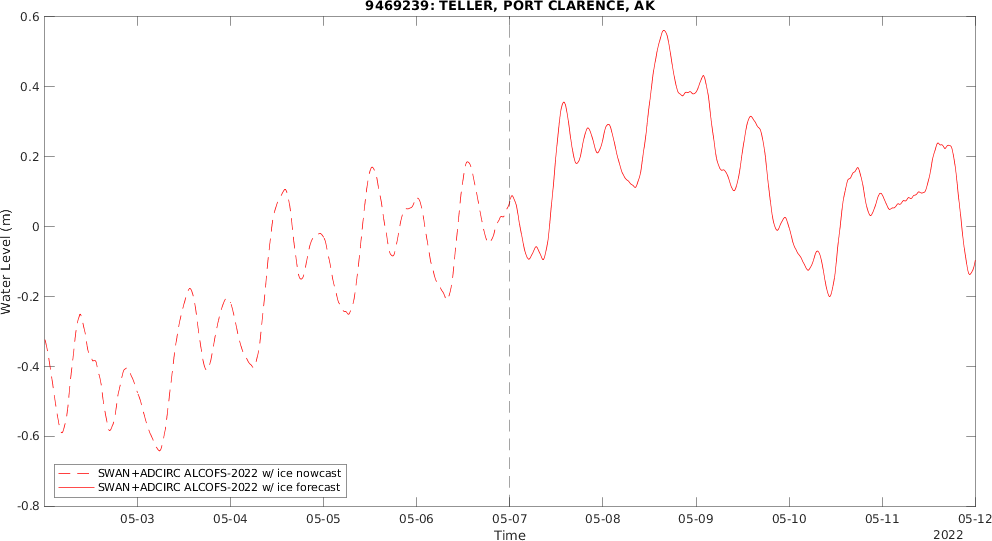 9469239: TELLER, PORT CLARENCE, AK
0.6
0.4
0.2
0
-0.2
-0.4
-0.6
-0.8
Water Level (m)
SWAN+ADCIRC ALCOFS-2022 w/ ice nowcast
SWAN+ADCIRC ALCOFS-2022 w/ ice forecast
05-03 05-04 05-05 05-06 05-07 05-08 05-09 05-10 05-11 05-12
Time
2022